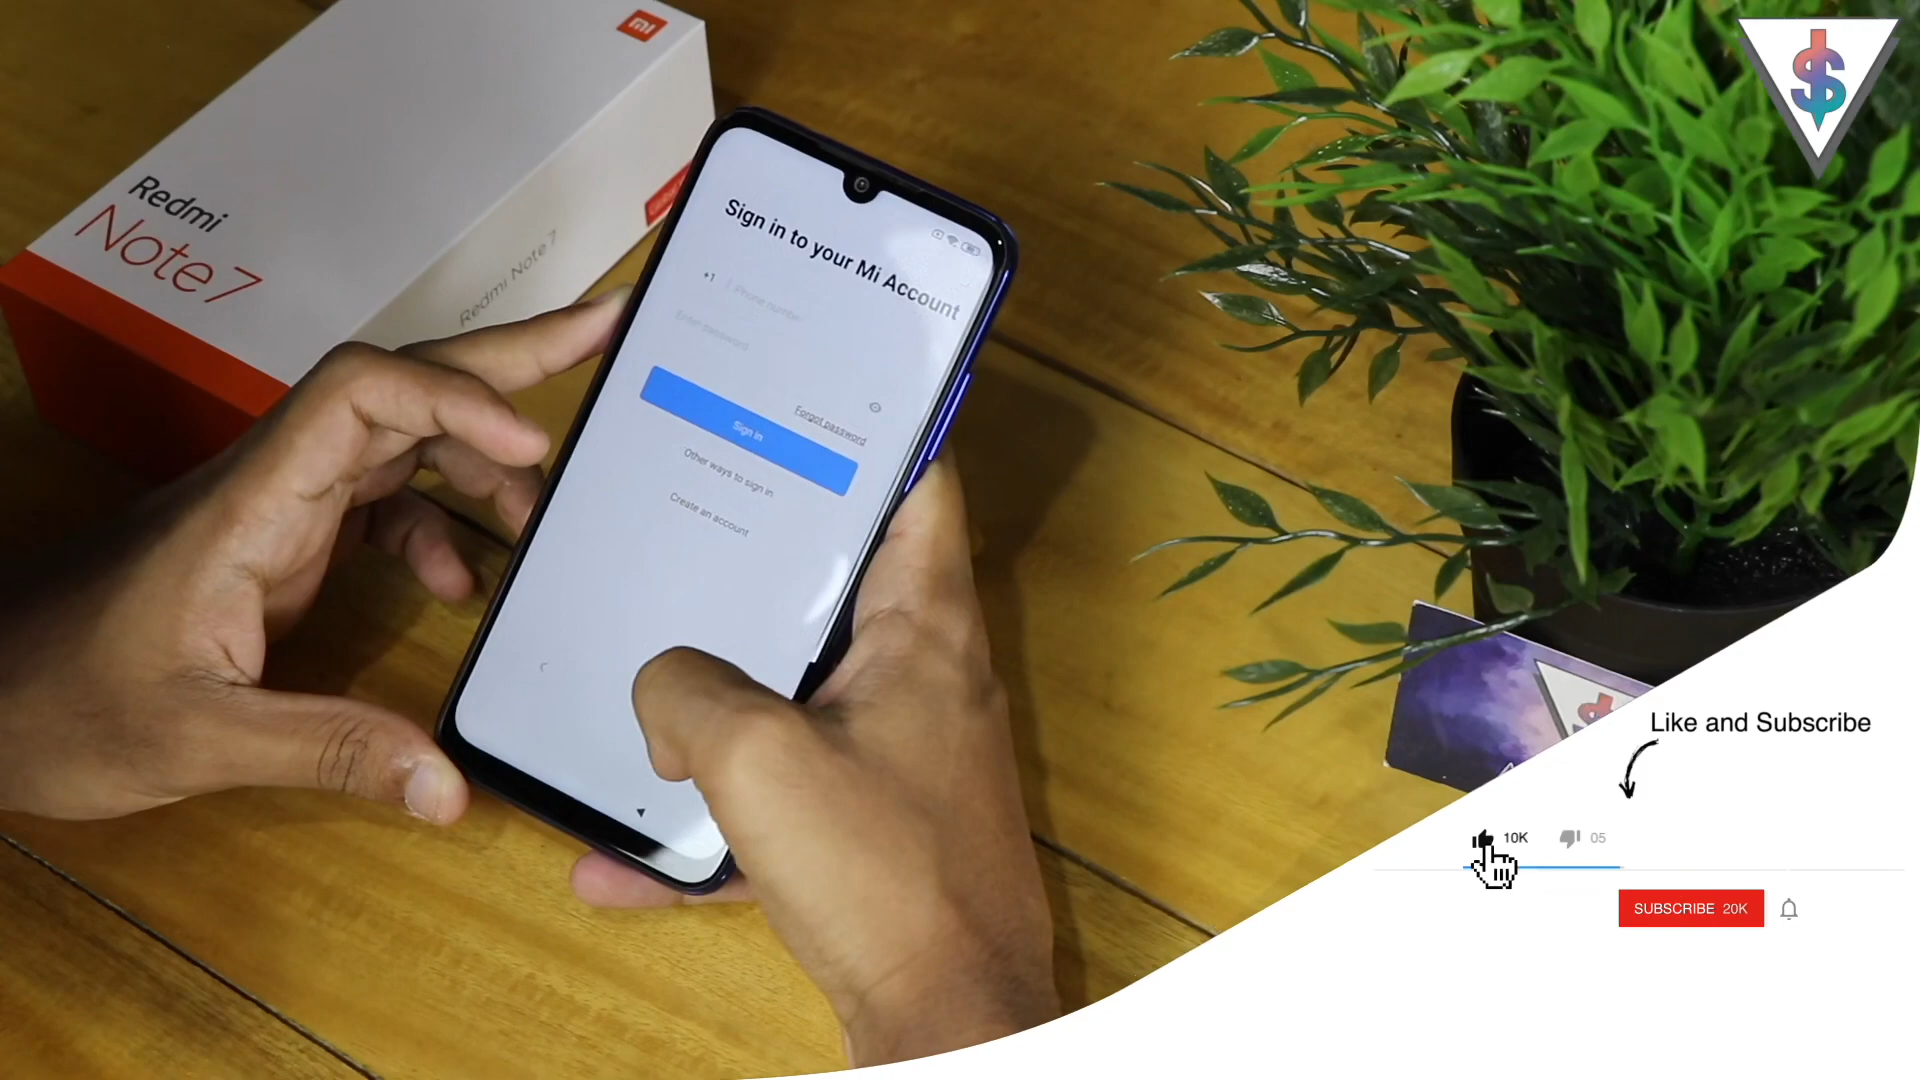 Redmi
Note 7
Redmi Note 7
Sign in to your Mi Account
+1 Phone number
Enter password
Forgot password
Sign in
Other ways to sign in
Create an account
Like and Subscribe
10K 05
SUBSCRIBE 20K